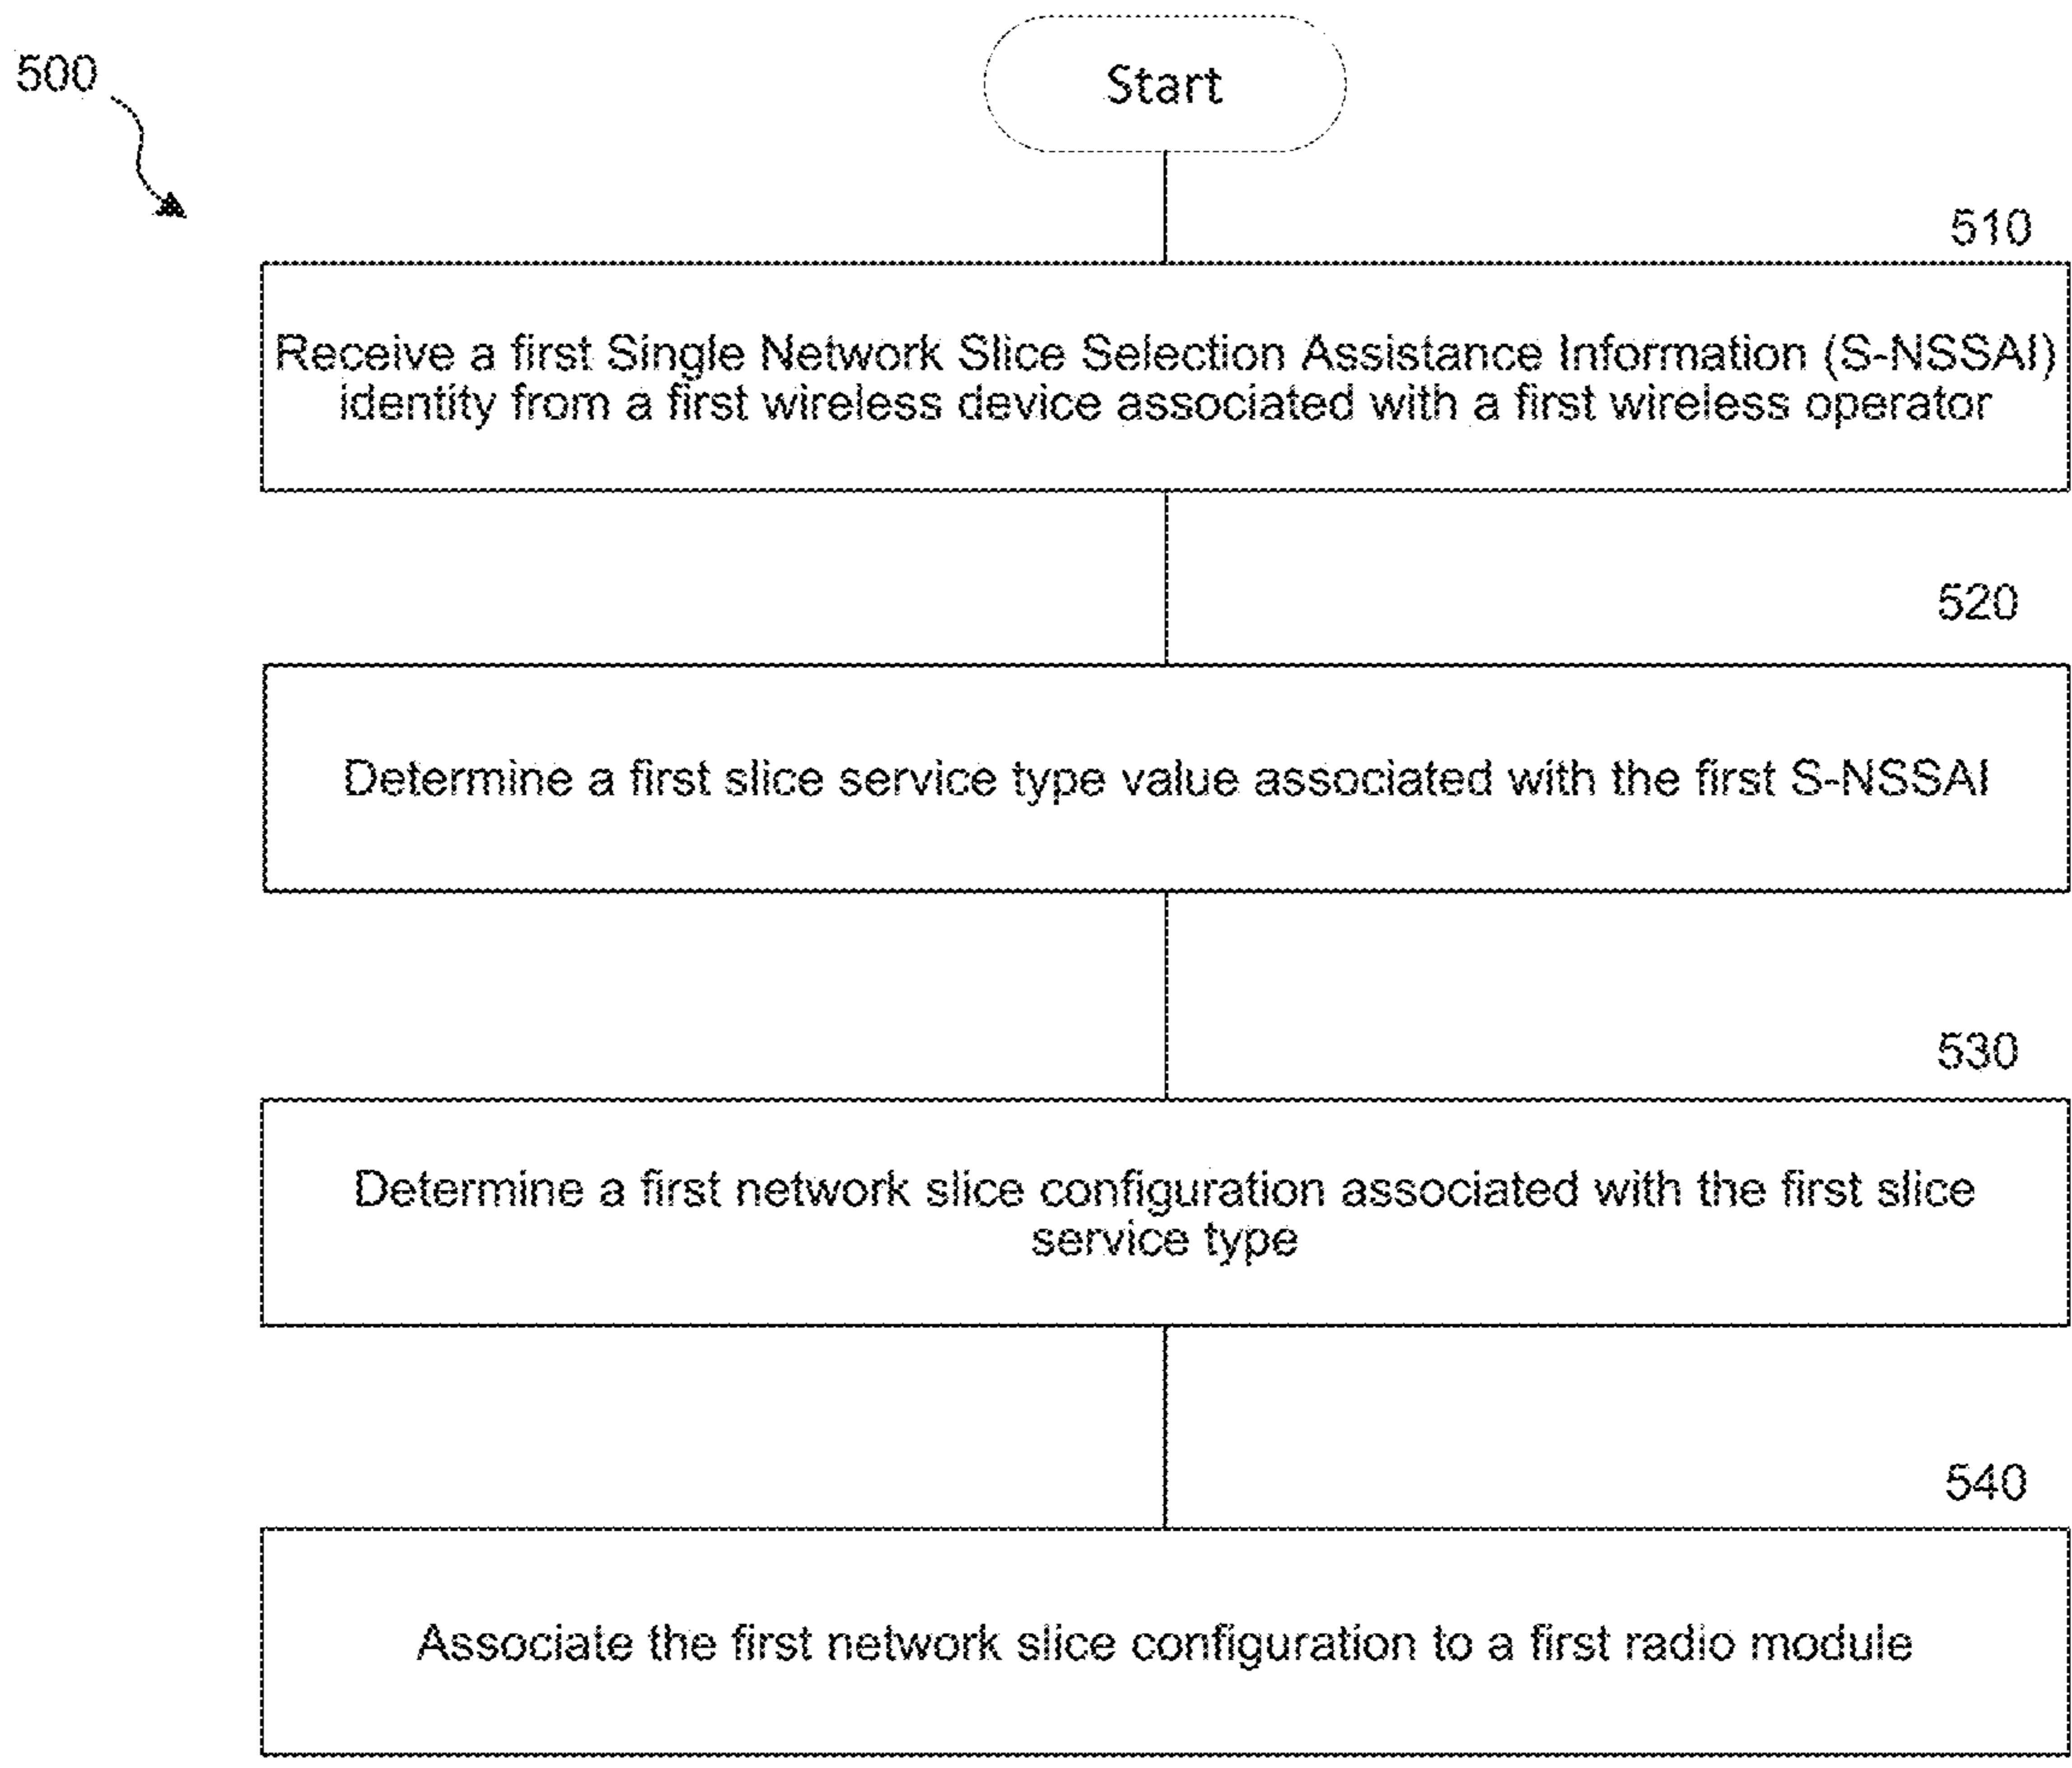 500
Start
510
Receive a first Single Network Slice Selection Assistance Information (S-NSSAI)
identity from a first wireless device associated with a first wireless operator
520
Determine a first slice service type value associated with the first S-NSSAI
530
Determine a first network slice configuration associated with the first slice
service type
540
Associate the first network slice configuration to a first radio module